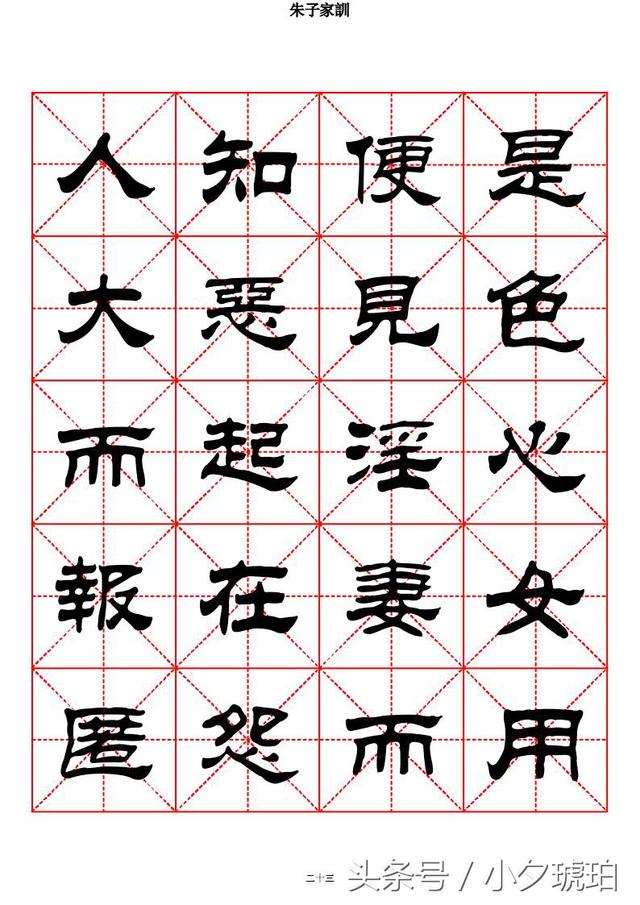 朱子家訓
人知便是
大惡見色
而起淫心
報在妻女
匿怨而用
二十三
头条号 / 小夕琥珀